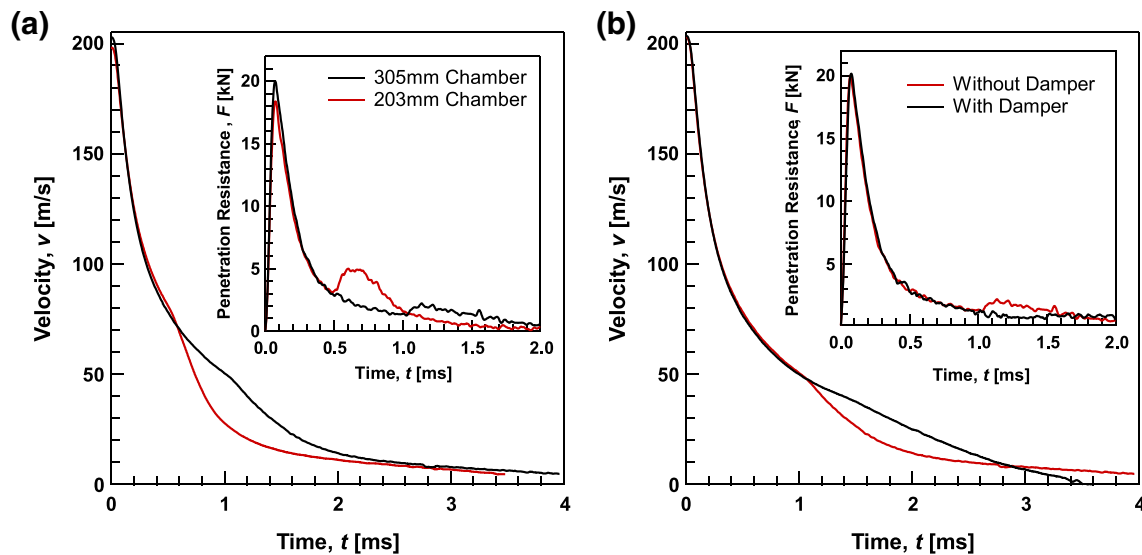 (a)
Velocity, v [m/s]
200
150
100
50
0
0
1
2
3
4
Time, t [ms]
Penetration Resistance , F [kN]
20
15
10
5
0
0.0
0.5
1.0
1.5
2.0
Time, t [ms]
305mm Chamber
203mm Chamber
(b)
Velocity, v [m/s]
200
150
100
50
0
0
1
2
3
4
Time, t [ms]
Penetration Resistance, F [kN]
20
15
10
5
0
0.0
0.5
1.0
1.5
2.0
Time, t [ms]
Without Damper
With Damper